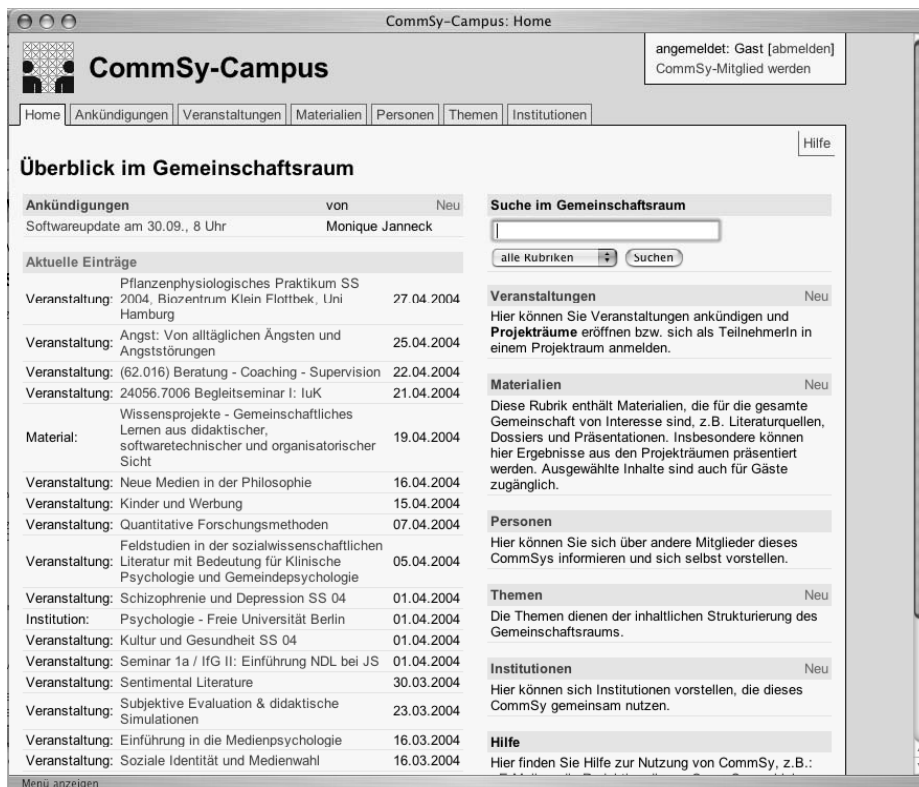 CommSy-Campus: Home
CommSy-Campus
angemeldet: Gast [abmelden]
CommSy-Mitglied werden
Home Ankündigungen Veranstaltungen Materialien Personen Themen Institutionen
Hilfe
Überblick im Gemeinschaftsraum
Ankündigungen von Neu
Softwareupdate am 30.09., 8 Uhr Monique Janneck
Aktuelle Einträge
Veranstaltung: Pflanzenphysiologisches Praktikum SS
2004, Biozentrum Klein Flottbek, Uni
Hamburg 27.04.2004
Veranstaltung: Angst: Von alltäglichen Ängsten und
Angststörungen 25.04.2004
Veranstaltung: (62.016) Beratung - Coaching - Supervision 22.04.2004
Veranstaltung: 24056.7006 Begleitseminar I: IuK 21.04.2004
Material: Wissensprojekte - Gemeinschaftliches
Lernen aus didaktischer,
softwaretechnischer und organisatorischer
Sicht 19.04.2004
Veranstaltung: Neue Medien in der Philosophie 16.04.2004
Veranstaltung: Kinder und Werbung 15.04.2004
Veranstaltung: Quantitative Forschungsmethoden 07.04.2004
Veranstaltung: Feldstudien in der sozialwissenschaftlichen
Literatur mit Bedeutung für Klinische
Psychologie und Gemeindepsychologie 05.04.2004
Veranstaltung: Schizophrenie und Depression SS 04 01.04.2004
Institution: Psychologie - Freie Universität Berlin 01.04.2004
Veranstaltung: Kultur und Gesundheit SS 04 01.04.2004
Veranstaltung: Seminar 1a / IfG II: Einführung NDL bei JS 01.04.2004
Veranstaltung: Sentimental Literature 30.03.2004
Veranstaltung: Subjektive Evaluation & didaktische
Simulationen 23.03.2004
Veranstaltung: Einführung in die Medienpsychologie 16.03.2004
Veranstaltung: Soziale Identität und Medienwahl 16.03.2004
Suche im Gemeinschaftsraum
alle Rubriken Suchen
Veranstaltungen Neu
Hier können Sie Veranstaltungen ankündigen und
Projekträume eröffnen bzw. sich als TeilnehmerIn in
einem Projektraum anmelden.
Materialien Neu
Diese Rubrik enthält Materialien, die für die gesamte
Gemeinschaft von Interesse sind, z.B. Literaturquellen,
Dossiers und Präsentationen. Insbesondere können
hier Ergebnisse aus den Projekträumen präsentiert
werden. Ausgewählte Inhalte sind auch für Gäste
zugänglich.
Personen
Hier können Sie sich über andere Mitglieder dieses
CommSys informieren und sich selbst vorstellen.
Themen Neu
Die Themen dienen der inhaltlichen Strukturierung des
Gemeinschaftsraums.
Institutionen Neu
Hier können sich Institutionen vorstellen, die dieses
CommSy gemeinsam nutzen.
Hilfe
Hier finden Sie Hilfe zur Nutzung von CommSy, z.B.:
Menü anzeigen